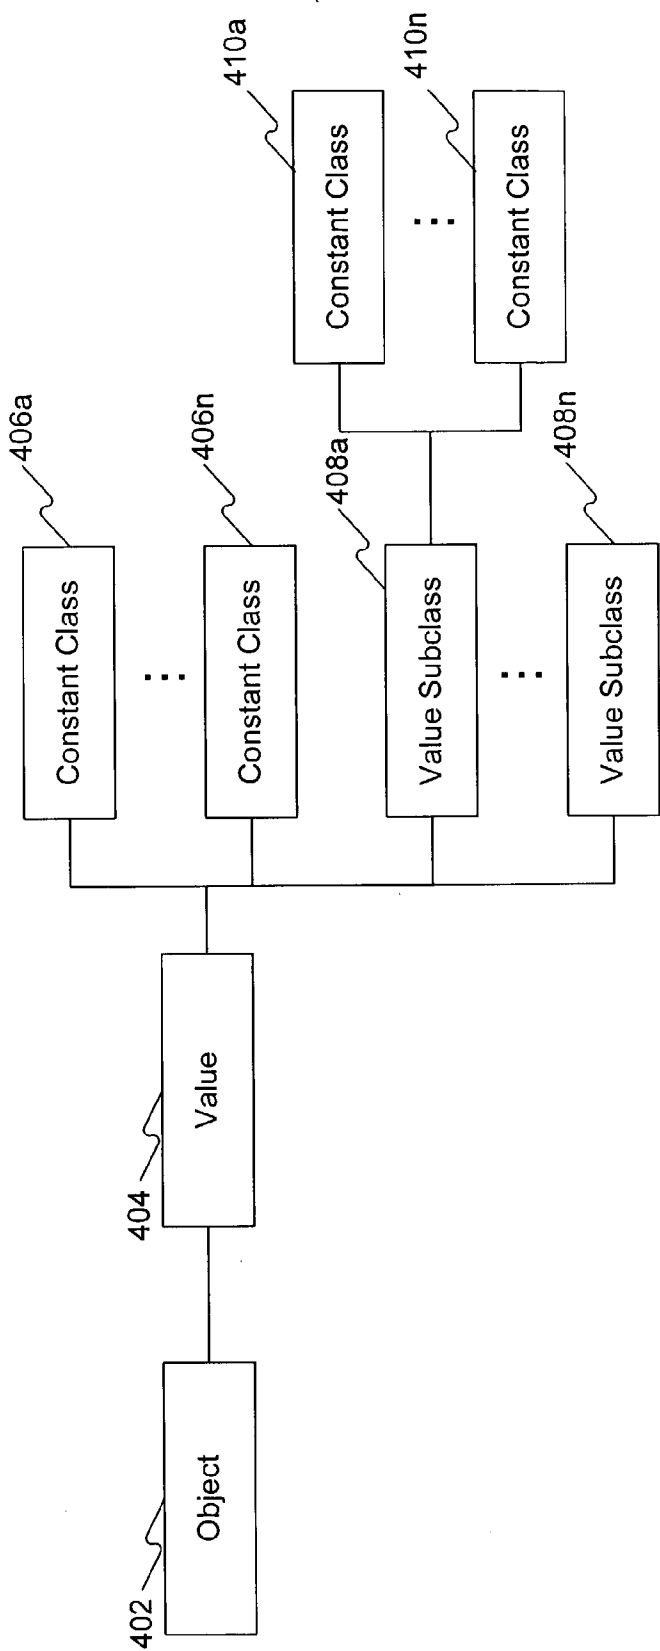 402
Object
404
Value
406a
Constant Class
...
406n
Constant Class
408a
Value Subclass
...
408n
Value Subclass
410a
Constant Class
...
410n
Constant Class